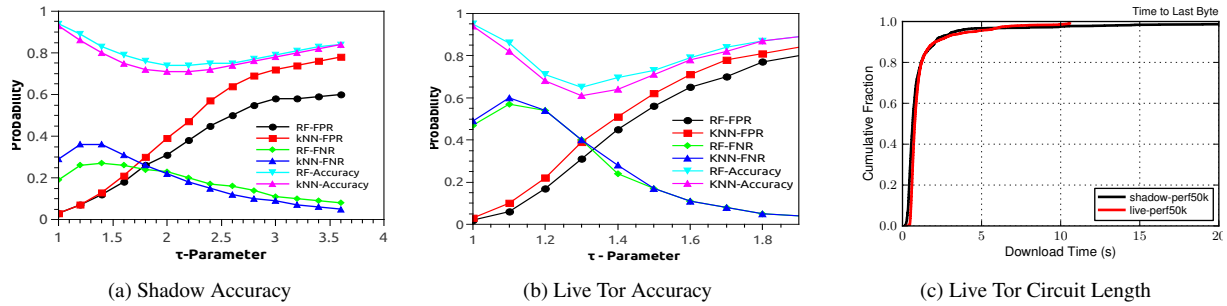 Probability
1
0.8
0.6
0.4
0.2
0
1 1.5 2 2.5 3 3.5 4
τ-Parameter
RF-FPR
kNN-FPR
RF-FNR
kNN-FNR
RF-Accuracy
kNN-Accuracy
(a) Shadow Accuracy
Probability
1
0.8
0.6
0.4
0.2
0
1 1.2 1.4 1.6 1.8
τ - Parameter
RF-FPR
KNN-FPR
RF-FNR
KNN-FNR
RF-Accuracy
KNN-Accuracy
(b) Live Tor Accuracy
Time to Last Byte
Cumulative Fraction
1.0
0.8
0.6
0.4
0.2
0.0
0 5 10 15 20
Download Time (s)
shadow-perf50k
live-perf50k
(c) Live Tor Circuit Length